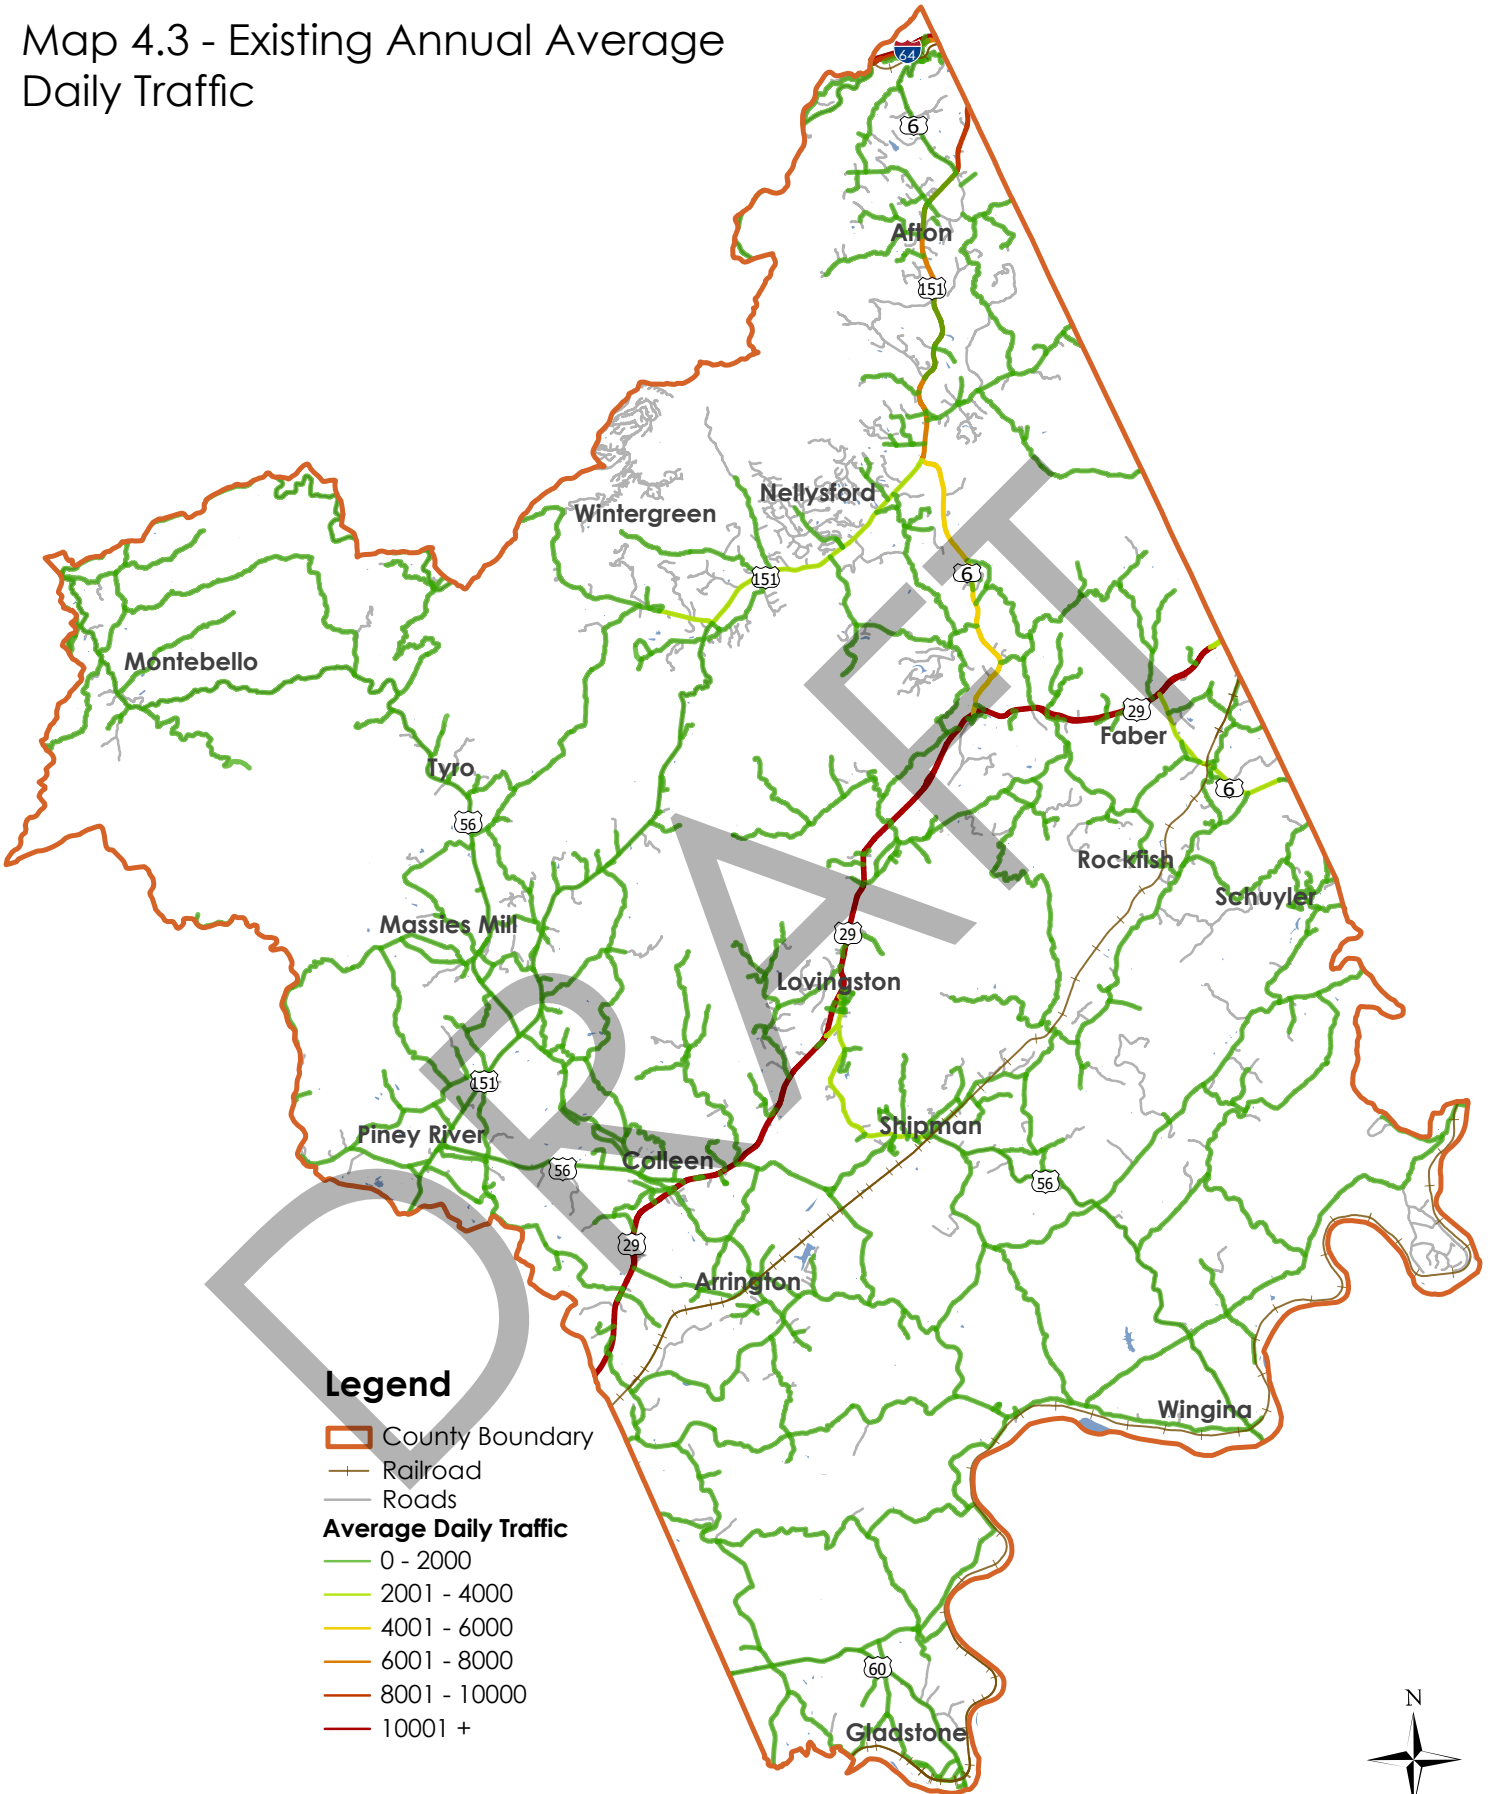 Map 4.3 - Existing Annual Average
Daily Traffic
64
6
Afton
151
Nellysford
Wintergreen
151
6
Montebello
29
Faber
Tyro
6
56
Rockfish
Schuyler
Massies Mill
29
Lovingston
151
Shipman
Piney River
Colleen
56
56
29
Arrington
DRAFT
Legend
County Boundary
Railroad
Roads
Average Daily Traffic
0 - 2000
2001 - 4000
4001 - 6000
6001 - 8000
8001 - 10000
10001 +
Wingina
60
Gladstone
N